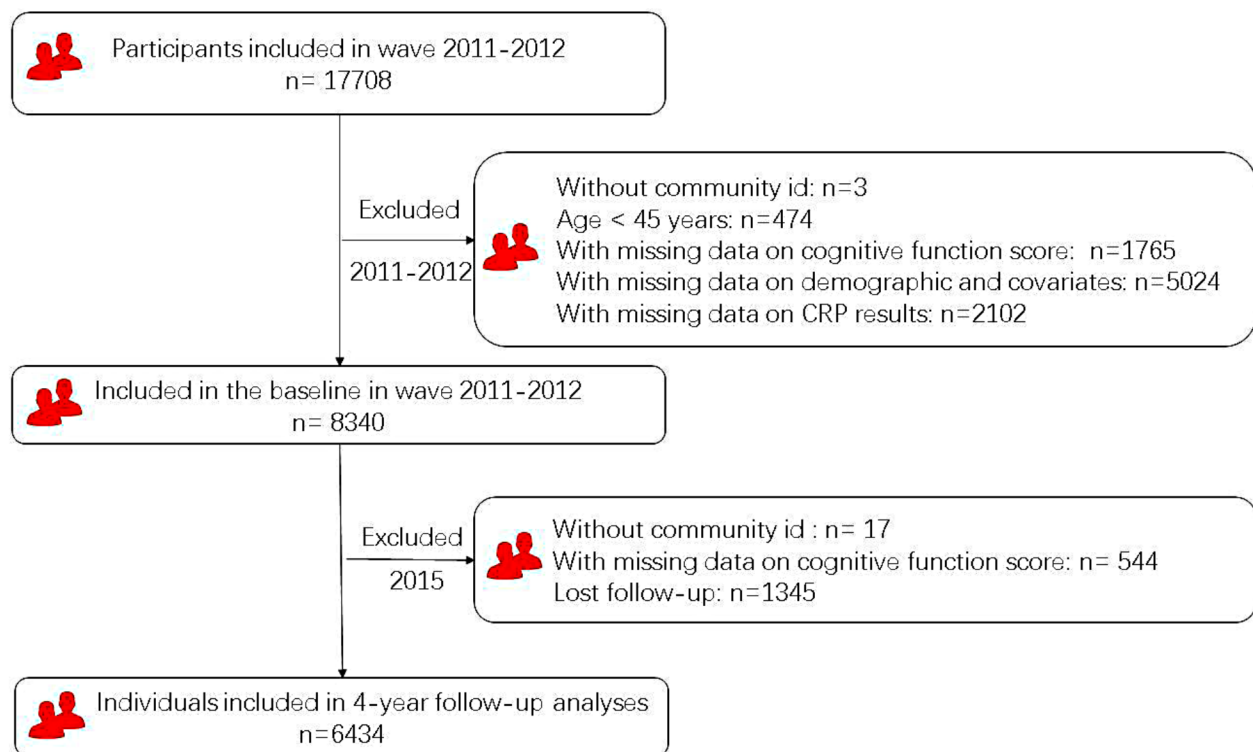 Participants included in wave 2011-2012
n= 17708
Excluded
2011-2012
Without community id: n=3
Age < 45 years: n=474
With missing data on cognitive function score: n=1765
With missing data on demographic and covariates: n=5024
With missing data on CRP results: n=2102
Included in the baseline in wave 2011-2012
n= 8340
Excluded
2015
Without community id : n= 17
With missing data on cognitive function score: n= 544
Lost follow-up: n=1345
Individuals included in 4-year follow-up analyses
n=6434